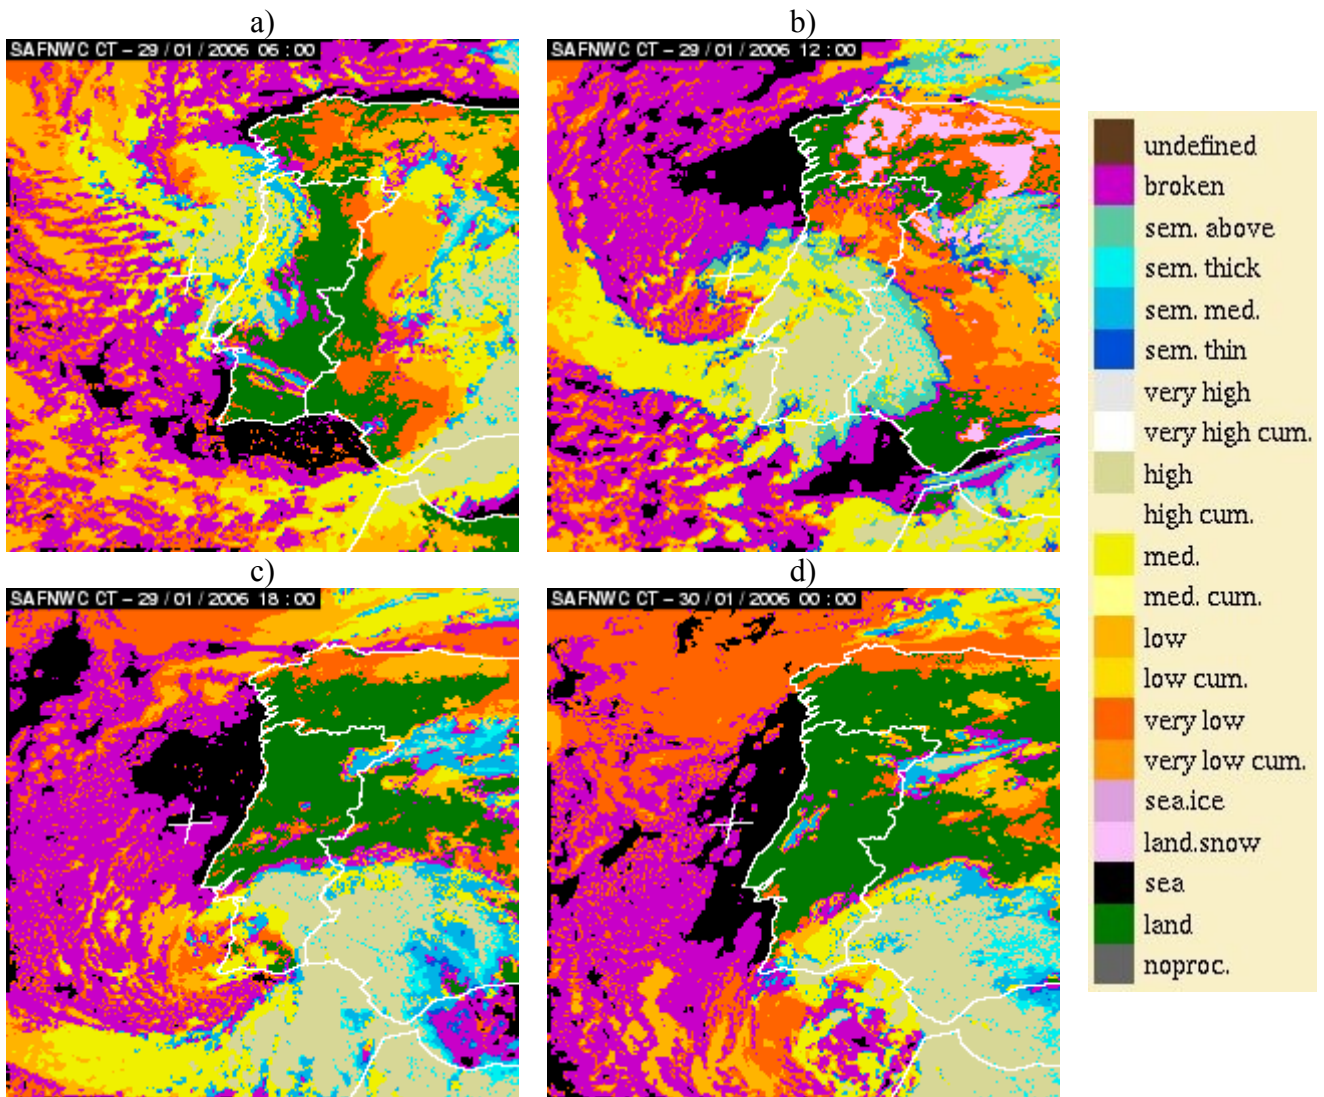 a)
b)
SAFNWC CT - 29 / 01 / 2006 06 : 00
SAFNWC CT - 29 / 01 / 2006 12 : 00
c)
d)
SAFNWC CT - 29 / 01 / 2006 18 : 00
SAFNWC CT - 30 / 01 / 2006 00 : 00
undefined
broken
sem. above
sem. thick
sem. med.
sem. thin
very high
very high cum.
high
high cum.
med.
med. cum.
low
low cum.
very low
very low cum.
sea.ice
land.snow
sea
land
noproc.